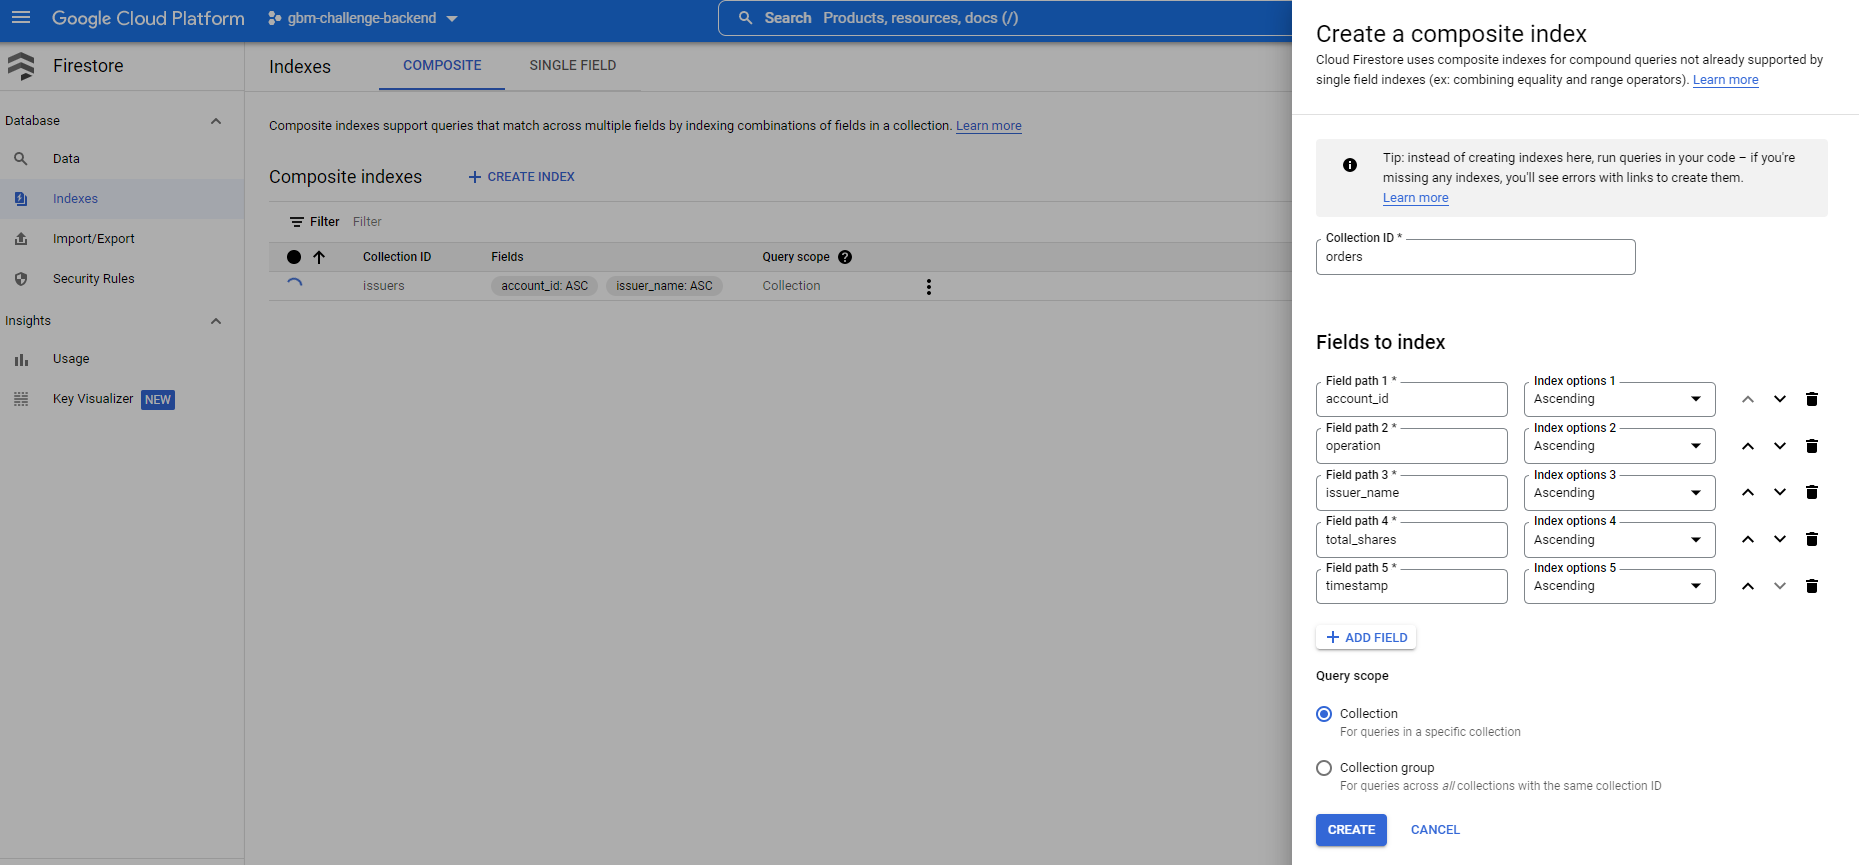 Google Cloud Platform
gbm-challenge-backend
Search Products, resources, docs (/)
Firestore
Database
Data
Indexes
Import/Export
Security Rules
Insights
Usage
Key Visualizer NEW
Indexes
COMPOSITE
SINGLE FIELD
Composite indexes support queries that match across multiple fields by indexing combinations of fields in a collection. Learn more
Composite indexes
CREATE INDEX
Filter Filter
Collection ID Fields Query scope
issuers account_id: ASC issuer_name: ASC Collection
Create a composite index
Cloud Firestore uses composite indexes for compound queries not already supported by
single field indexes (ex: combining equality and range operators). Learn more
Tip: instead of creating indexes here, run queries in your code – if you're
missing any indexes, you'll see errors with links to create them.
Learn more
Collection ID *
orders
Fields to index
Field path 1 * Index options 1
account_id Ascending
Field path 2 * Index options 2
operation Ascending
Field path 3 * Index options 3
issuer_name Ascending
Field path 4 * Index options 4
total_shares Ascending
Field path 5 * Index options 5
timestamp Ascending
ADD FIELD
Query scope
Collection
For queries in a specific collection
Collection group
For queries across all collections with the same collection ID
CREATE CANCEL